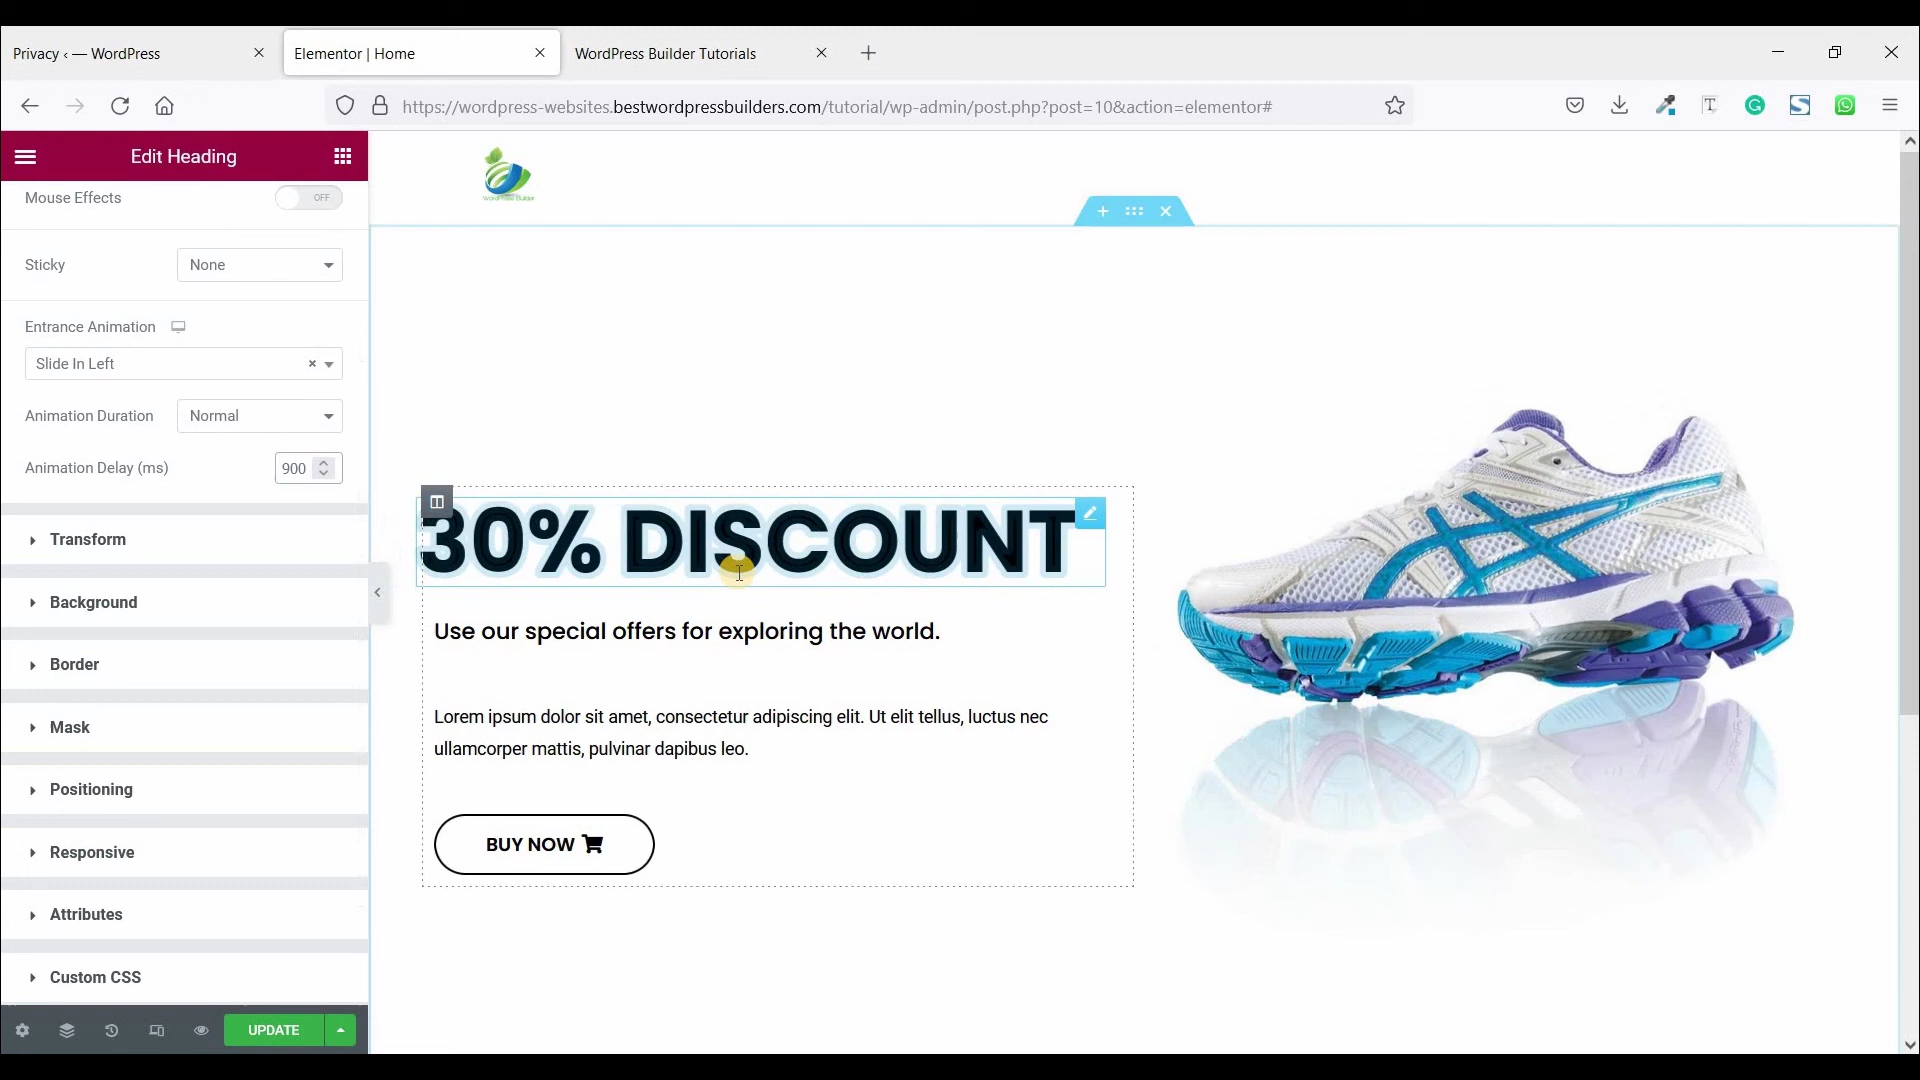 Privacy ‹ — WordPress
Elementor | Home
WordPress Builder Tutorials
https://wordpress-websites.bestwordpressbuilders.com/tutorial/wp-admin/post.php?post=10&action=elementor#
Edit Heading
Mouse Effects
OFF
Sticky
None
Entrance Animation
Slide In Left
×
Animation Duration
Normal
Animation Delay (ms)
900
Transform
Background
Border
Mask
Positioning
Responsive
Attributes
Custom CSS
UPDATE
WordPress Builder
30% DISCOUNT
Use our special offers for exploring the world.
Lorem ipsum dolor sit amet, consectetur adipiscing elit. Ut elit tellus, luctus nec
ullamcorper mattis, pulvinar dapibus leo.
BUY NOW